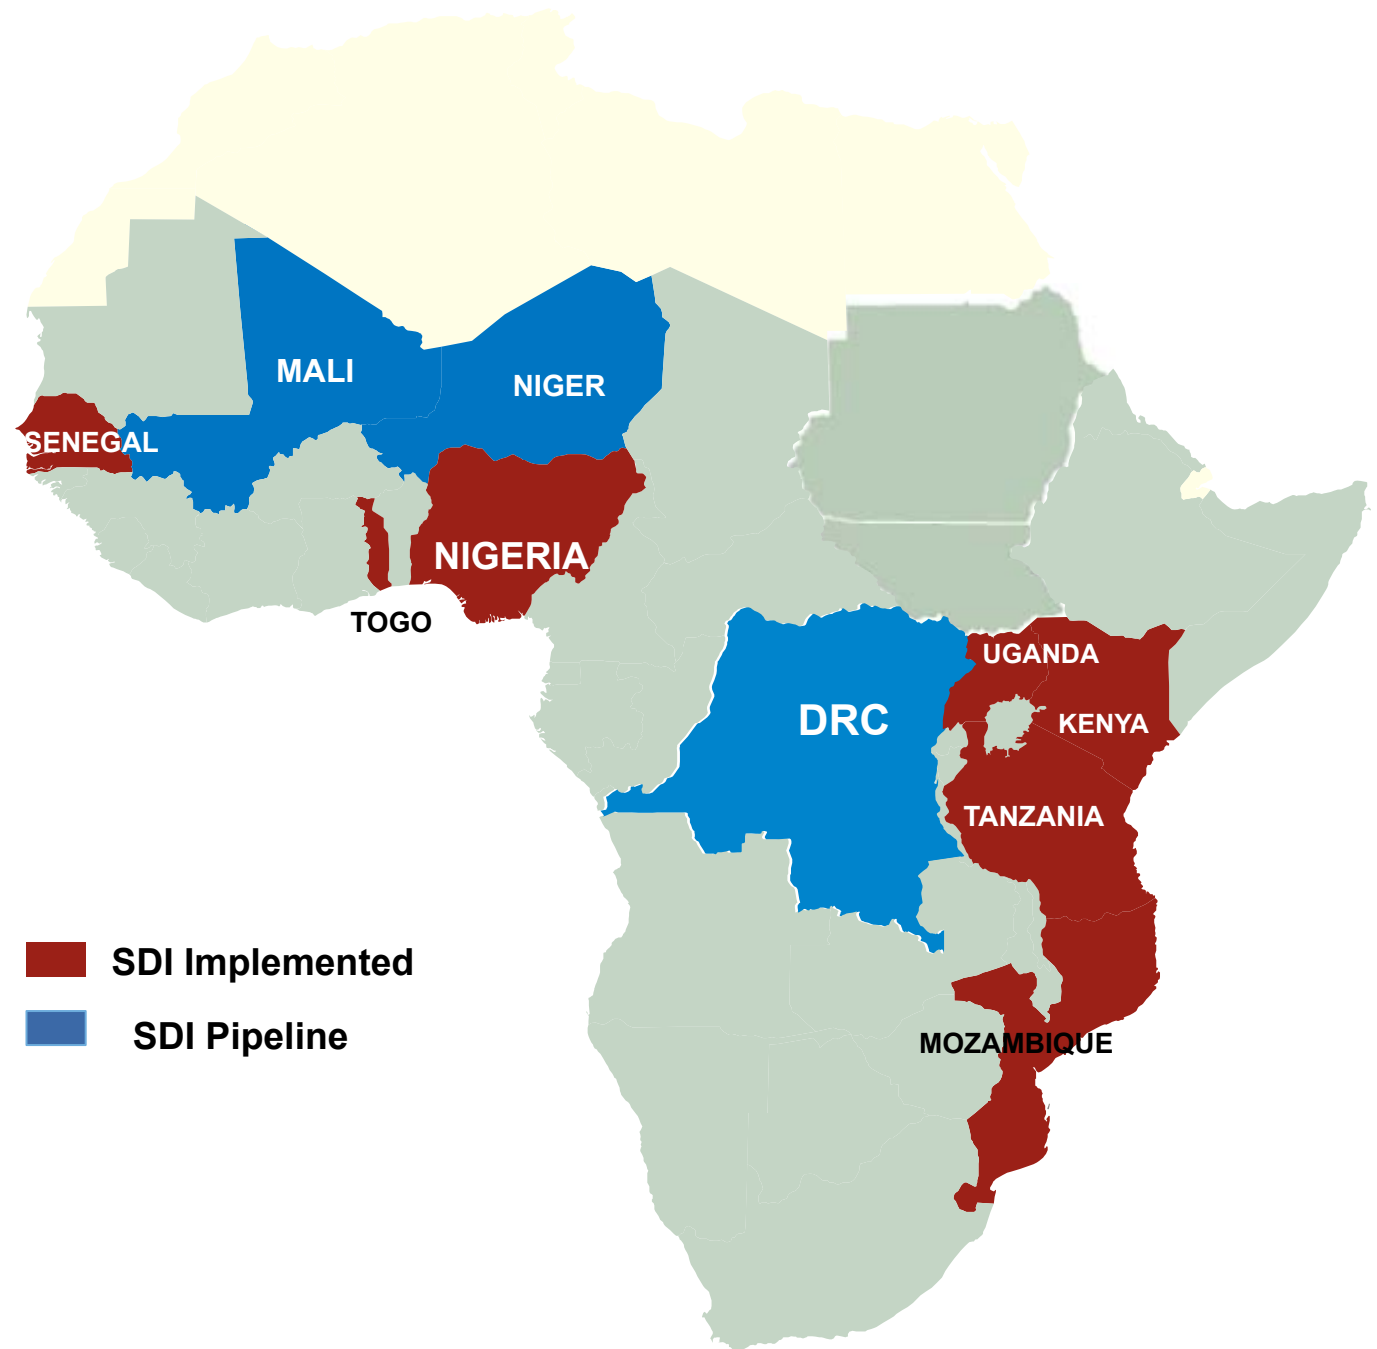 MALI
NIGER
SENEGAL
NIGERIA
TOGO
UGANDA
DRC
KENYA
TANZANIA
SDI Implemented
SDI Pipeline
MOZAMBIQUE